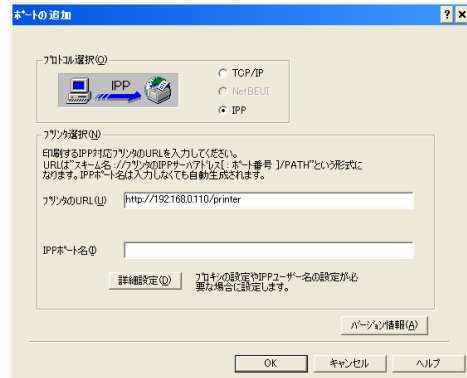 ﾎﾟｰﾄの追加
ﾌﾟﾛﾄｺﾙ選択(O)
IPP
TCP/IP
NetBEUI
IPP
ﾌﾟﾘﾝﾀ選択(N)
印刷するIPP対応ﾌﾟﾘﾝﾀのURLを入力してください。
URLは"ｽｷｰﾑ名://ﾌﾟﾘﾝﾀのIPPｻｰﾊﾞｱﾄﾞﾚｽ[:ﾎﾟｰﾄ番号]/PATH"という形式に
なります。IPPﾎﾟｰﾄ名は入力しなくても自動生成されます。
ﾌﾟﾘﾝﾀのURL(U)
http://192.168.0.110/printer
IPPﾎﾟｰﾄ名(I)
詳細設定(D)
ﾌﾟﾛｷｼの設定やIPPﾕｰｻﾞｰ名の設定が必
要な場合に設定します。
ﾊﾞｰｼﾞｮﾝ情報(A)
OK
ｷｬﾝｾﾙ
ﾍﾙﾌﾟ